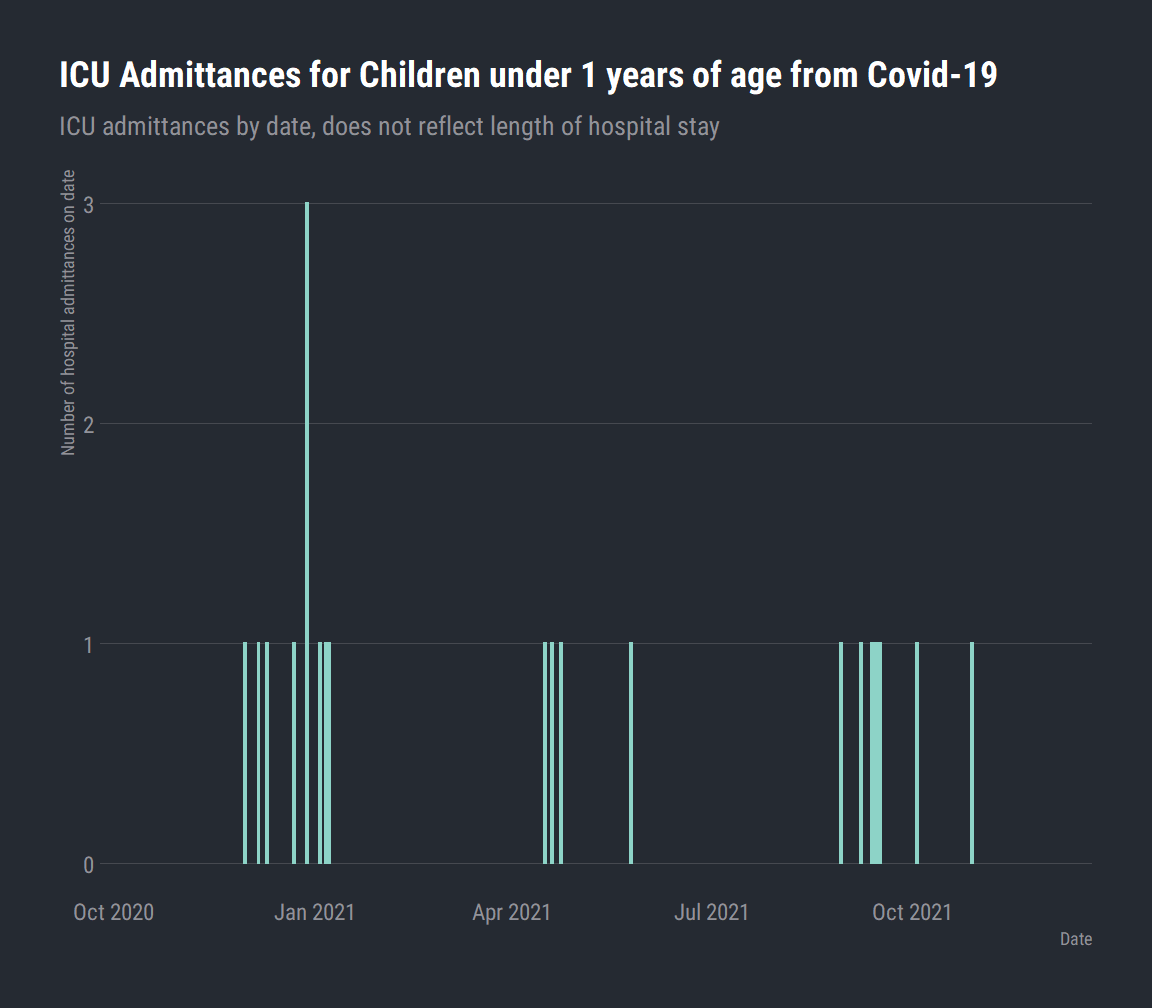 ICU Admittances for Children under 1 years of age from Covid-19
ICU admittances by date, does not reflect length of hospital stay
Number of hospital admittances on date
3
2
1
0
Oct 2020 Jan 2021 Apr 2021 Jul 2021 Oct 2021
Date